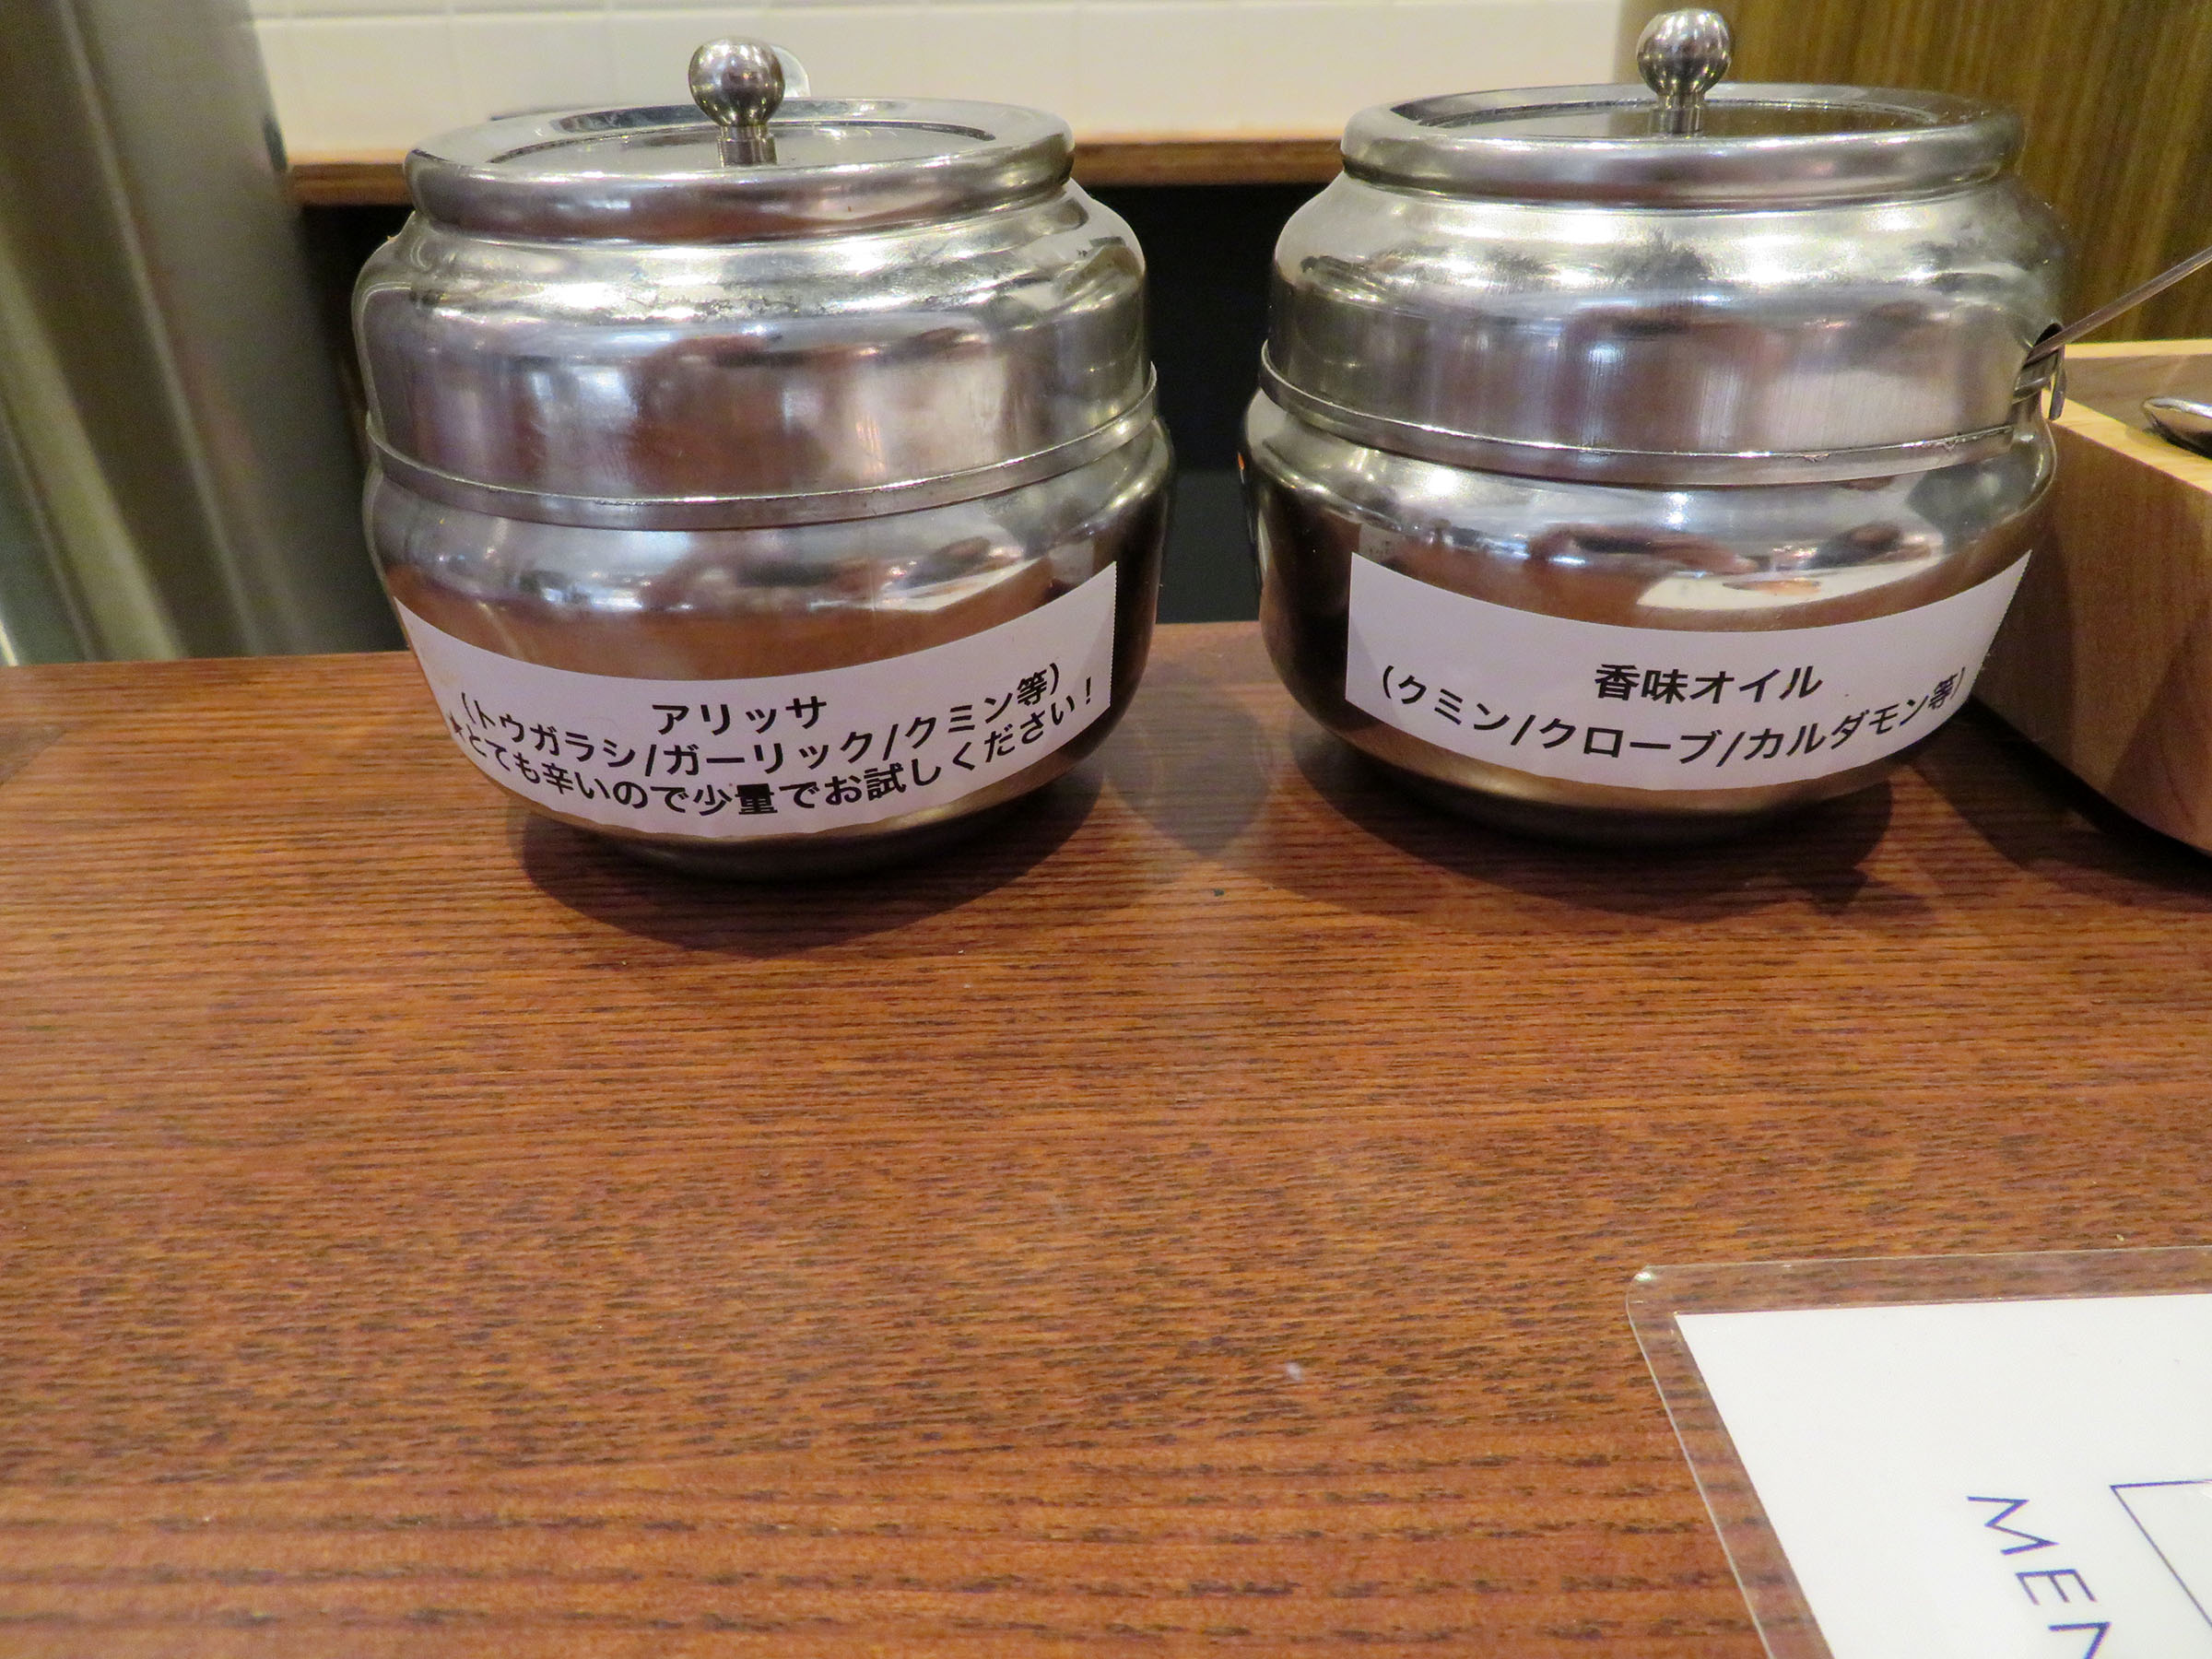 アリッサ
(トウガラシ/ガーリック/クミン等)
★とても辛いので少量でお試しください！
香味オイル
(クミン/クローブ/カルダモン等)
MEN